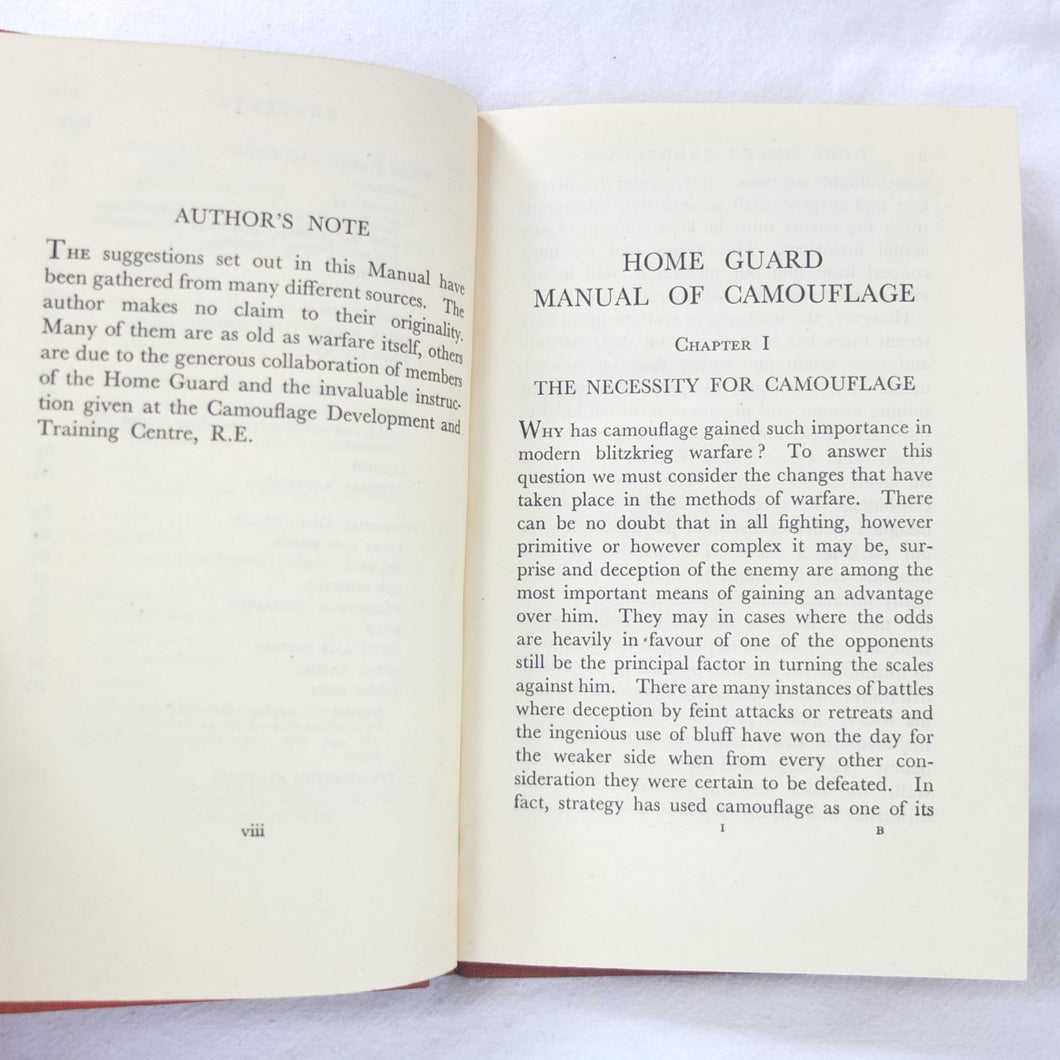 AUTHOR'S NOTE
THE suggestions set out in this Manual have
been gathered from many different sources. The
author makes no claim to their originality.
Many of them are as old as warfare itself, others
are due to the generous collaboration of members
of the Home Guard and the invaluable instruc-
tion given at the Camouflage Development and
Training Centre, R.E.
viii
HOME GUARD
MANUAL OF CAMOUFLAGE
CHAPTER I
THE NECESSITY FOR CAMOUFLAGE
WHY has camouflage gained such importance in
modern blitzkrieg warfare? To answer this
question we must consider the changes that have
taken place in the methods of warfare. There
can be no doubt that in all fighting, however
primitive or however complex it may be, sur-
prise and deception of the enemy are among the
most important means of gaining an advantage
over him. They may in cases where the odds
are heavily in favour of one of the opponents
still be the principal factor in turning the scales
against him. There are many instances of battles
where deception by feint attacks or retreats and
the ingenious use of bluff have won the day for
the weaker side when from every other con-
sideration they were certain to be defeated. In
fact, strategy has used camouflage as one of its
I B